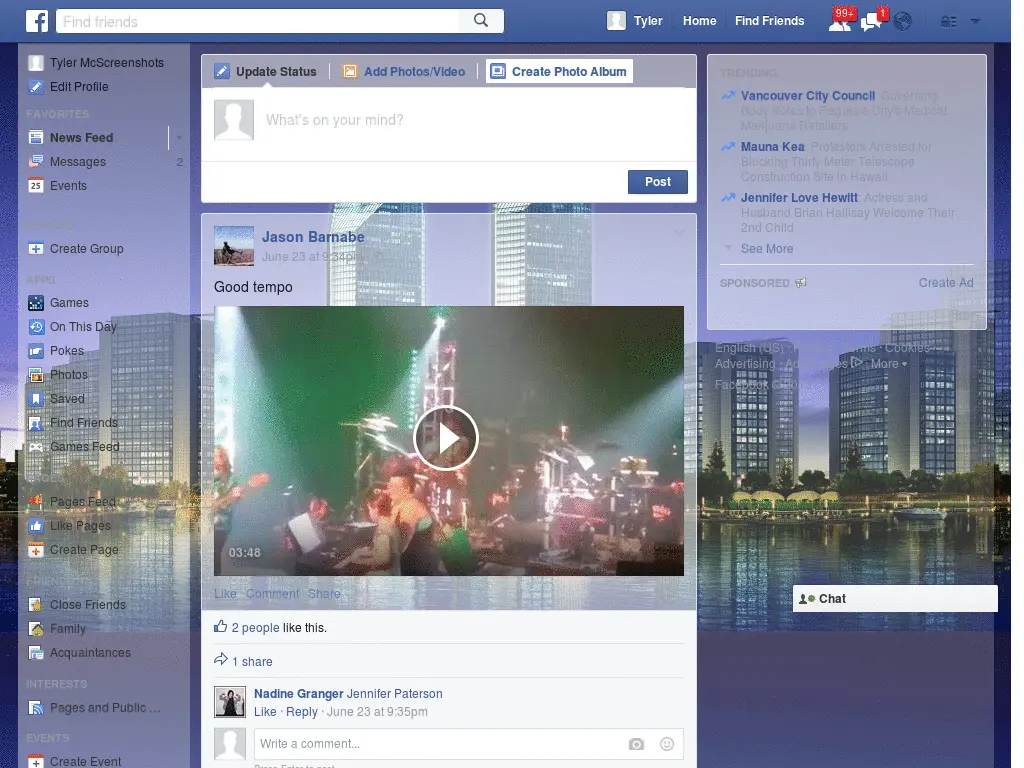 f
Find friends
Tyler
Home
Find Friends
99+
1
Tyler McScreenshots
Edit Profile
FAVORITES
News Feed
Messages 2
25 Events
Create Group
APPS
Games
On This Day
Pokes
Photos
Saved
Find Friends
Games Feed
PAGES
Pages Feed
Like Pages
Create Page
FRIENDS
Close Friends
Family
Acquaintances
INTERESTS
Pages and Public ...
EVENTS
Create Event
Update Status
Add Photos/Video
Create Photo Album
What's on your mind?
Post
Jason Barnabe
June 23 at 9:34pm
Good tempo
03:48
Like Comment Share
2 people like this.
1 share
Nadine Granger Jennifer Paterson
Like · Reply · June 23 at 9:35pm
Write a comment...
Press Enter to post.
TRENDING
Vancouver City Council Governing
Body Votes to Regulate City's Medical
Marijuana Retailers
Mauna Kea Protesters Arrested for
Blocking Thirty Meter Telescope
Construction Site in Hawaii
Jennifer Love Hewitt Actress and
Husband Brian Hallisay Welcome Their
2nd Child
See More
SPONSORED
Create Ad
English (US) · Cookies ·
Advertising · More
Facebook
Chat